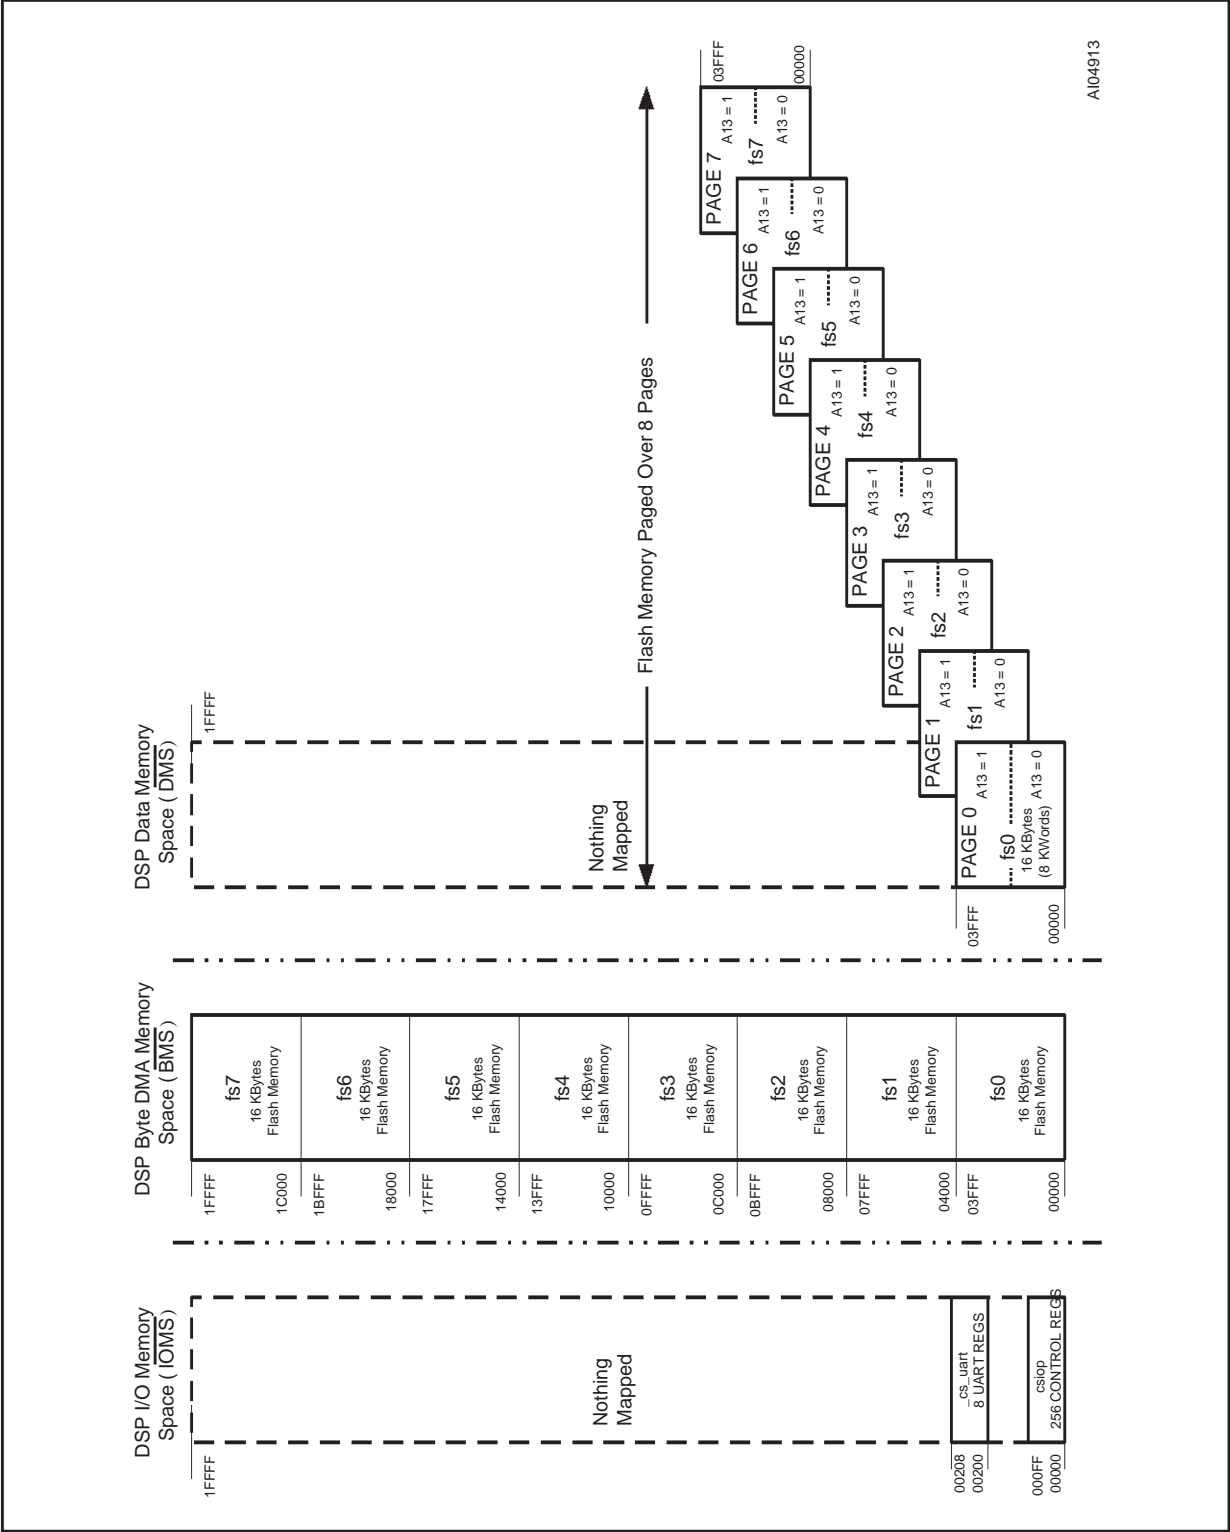 DSP I/O Memory
Space ( IOMS )
1FFFF
Nothing
Mapped
00208
00200
_cs_uart
8 UART REGS
000FF
00000
csiop
256 CONTROL REGS
DSP Byte DMA Memory
Space ( BMS )
1FFFF
fs7
16 KBytes
Flash Memory
1C000
1BFFF
fs6
16 KBytes
Flash Memory
18000
17FFF
fs5
16 KBytes
Flash Memory
14000
13FFF
fs4
16 KBytes
Flash Memory
10000
0FFFF
fs3
16 KBytes
Flash Memory
0C000
0BFFF
fs2
16 KBytes
Flash Memory
08000
07FFF
fs1
16 KBytes
Flash Memory
04000
03FFF
fs0
16 KBytes
Flash Memory
00000
DSP Data Memory
Space ( DMS )
1FFFF
Nothing
Mapped
Flash Memory Paged Over 8 Pages
03FFF
00000
PAGE 0
A13 = 1
fs0
A13 = 0
16 KBytes
(8 KWords)
PAGE 1
A13 = 1
fs1
A13 = 0
PAGE 2
A13 = 1
fs2
A13 = 0
PAGE 3
A13 = 1
fs3
A13 = 0
PAGE 4
A13 = 1
fs4
A13 = 0
PAGE 5
A13 = 1
fs5
A13 = 0
PAGE 6
A13 = 1
fs6
A13 = 0
PAGE 7
A13 = 1
fs7
A13 = 0
03FFF
00000
AI04913